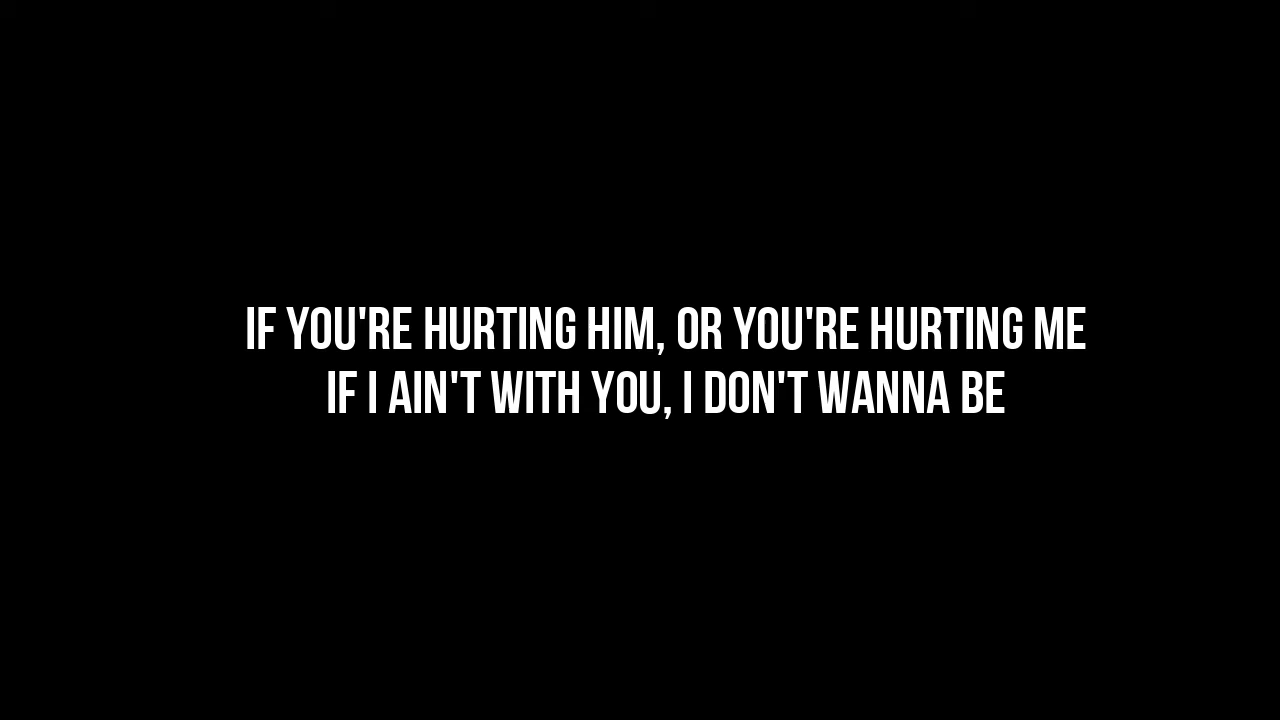 IF YOU'RE HURTING HIM, OR YOU'RE HURTING ME
IF I AIN'T WITH YOU, I DON'T WANNA BE